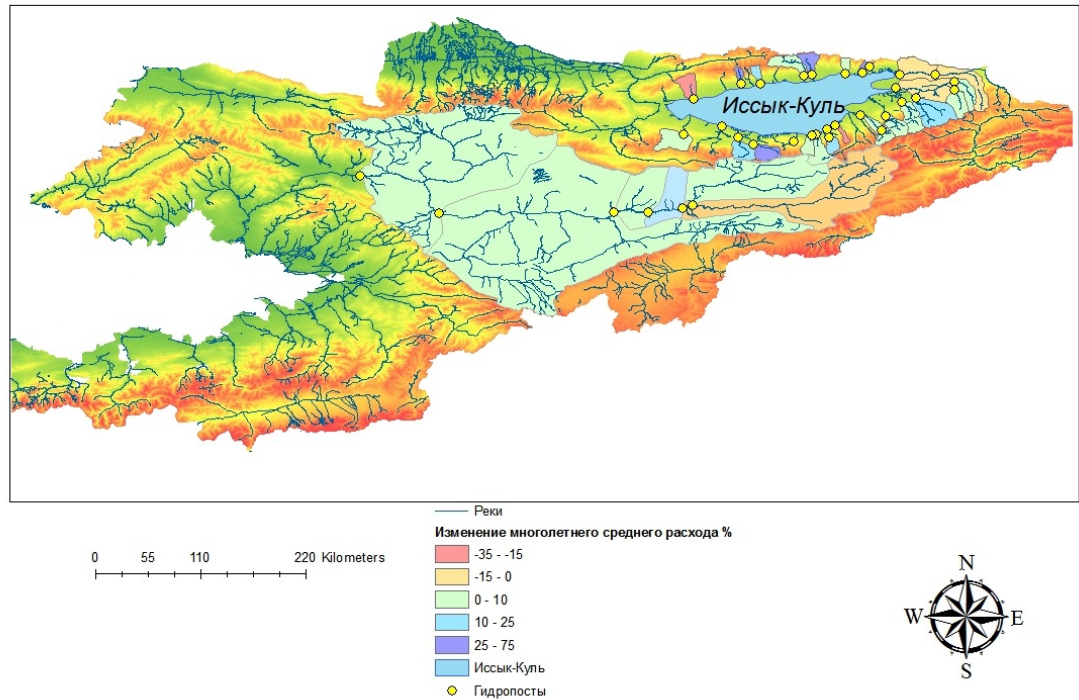 Иссык-Куль
Реки
Изменение многолетнего среднего расхода %
-35 - -15
-15 - 0
0 - 10
10 - 25
25 - 75
Иссык-Куль
Гидропосты
0 55 110 220 Kilometers
N
W E
S